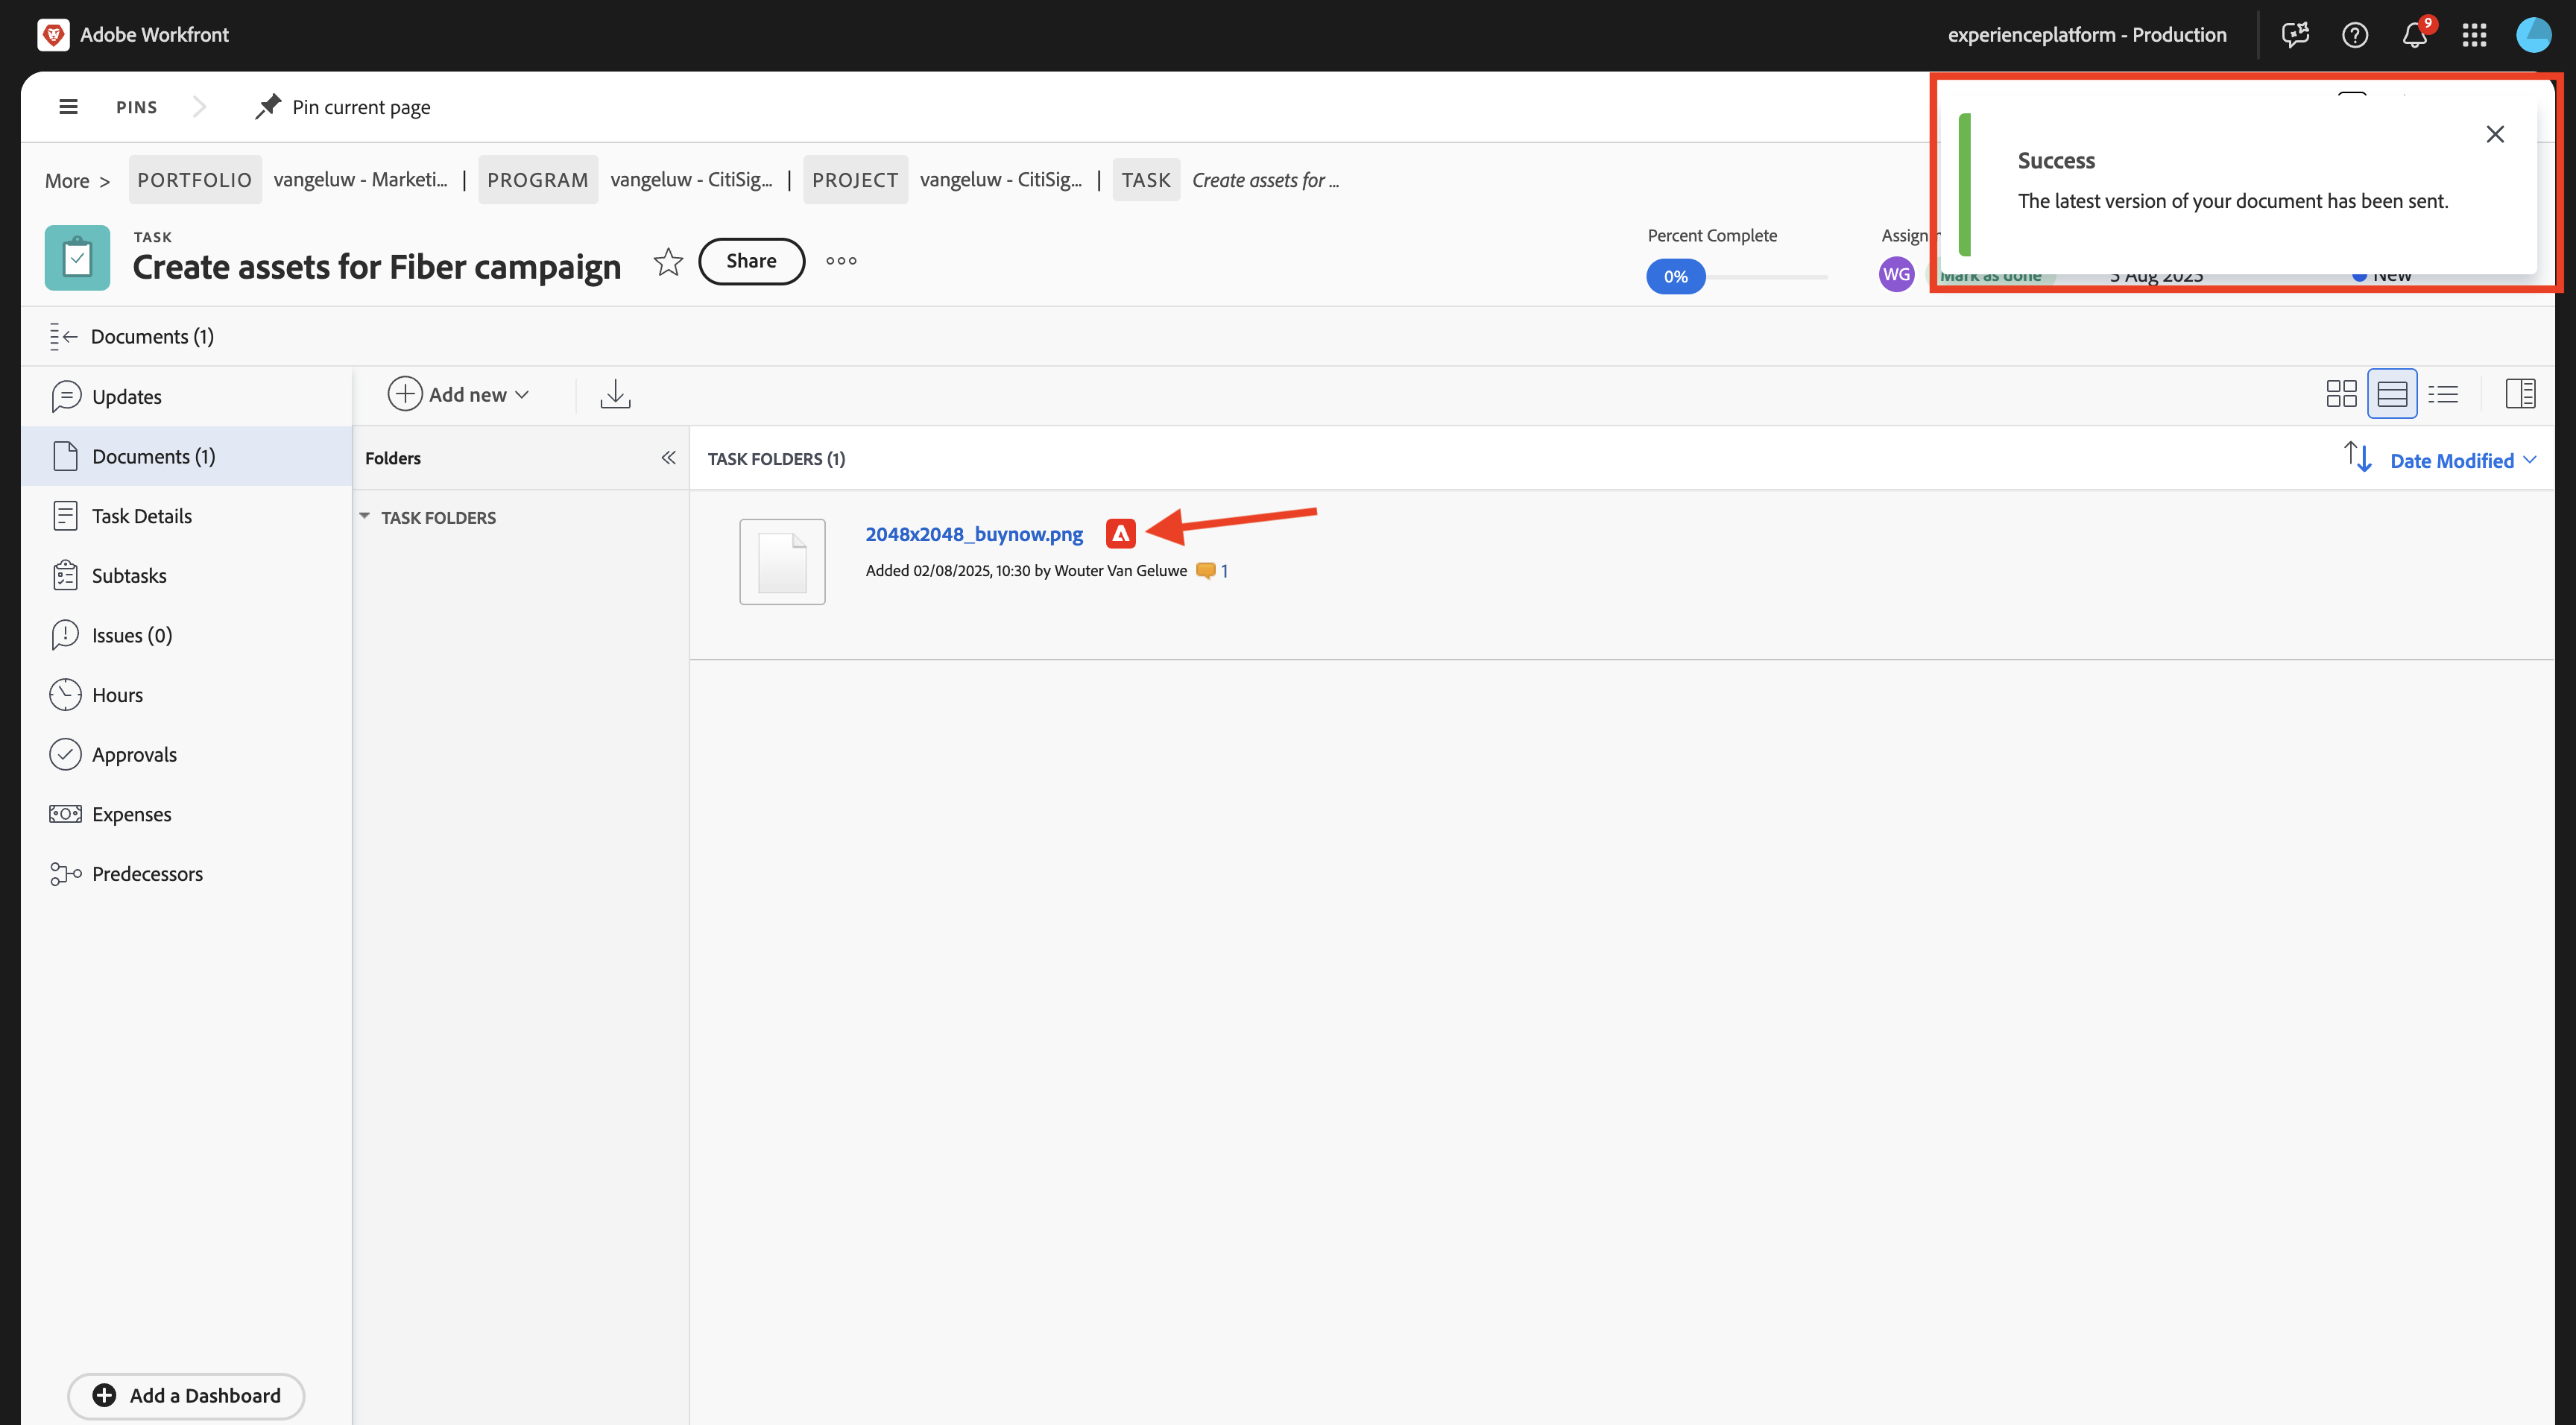 Adobe Workfront
experienceplatform - Production
9
PINS
Pin current page
More >
PORTFOLIO
vangeluw - Marketi... |
PROGRAM
vangeluw - CitiSig... |
PROJECT
vangeluw - CitiSig... |
TASK
Create assets for ...
Success
The latest version of your document has been sent.
TASK
Create assets for Fiber campaign
Share
Percent Complete
0%
Assign
WG
Mark as done
5 Aug 2025
New
Documents (1)
Updates
Documents (1)
Task Details
Subtasks
Issues (0)
Hours
Approvals
Expenses
Predecessors
Add a Dashboard
Add new
Folders
TASK FOLDERS
TASK FOLDERS (1)
Date Modified
2048x2048_buynow.png
Added 02/08/2025, 10:30 by Wouter Van Geluwe
1